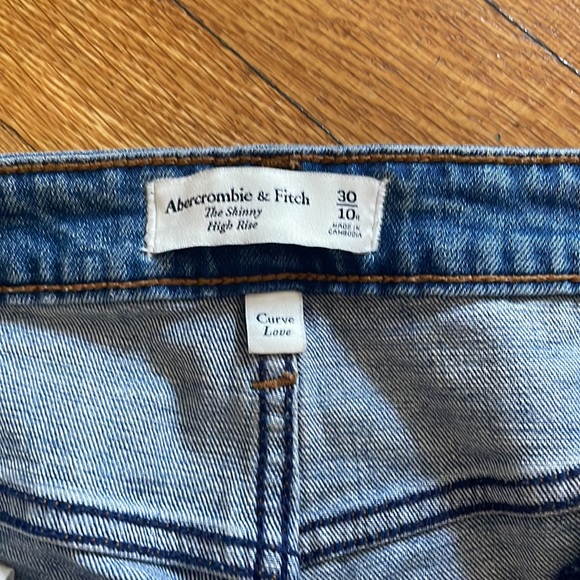 Abercrombie & Fitch
The Skinny
High Rise
30
10R
MADE IN
CAMBODIA
Curve
Love